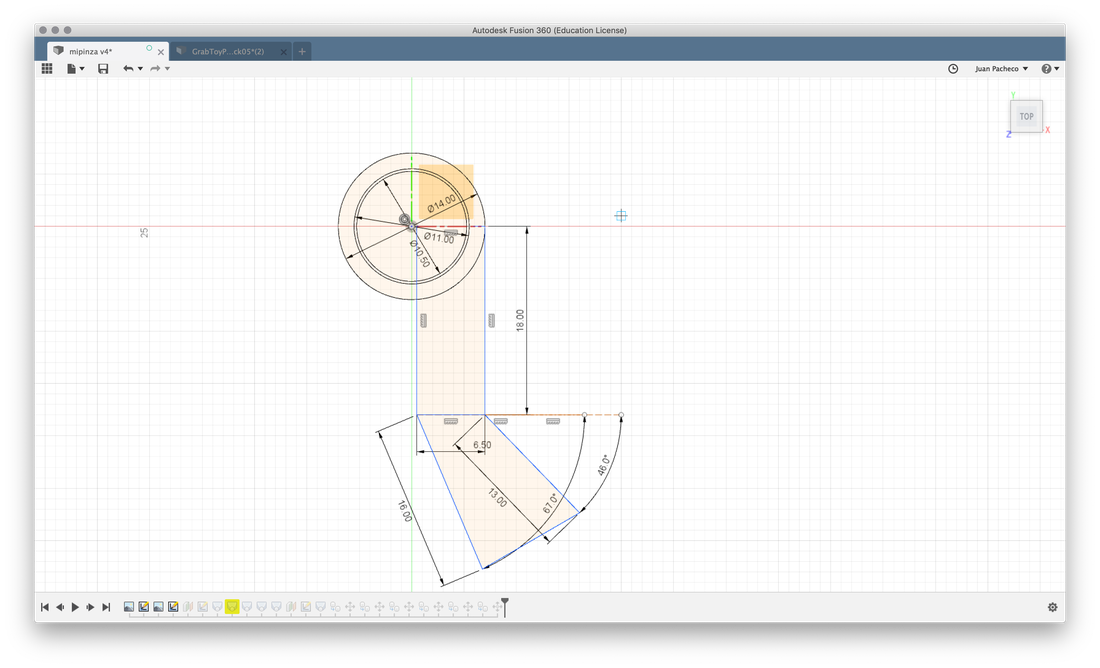 Autodesk Fusion 360 (Education License)
mipinza v4*
GrabToyP...ck05*(2)
Juan Pacheco
TOP
Y
X
Z
25
Ø14.00
Ø11.00
Ø10.50
18.00
6.50
46.0°
67.0°
13.00
16.00